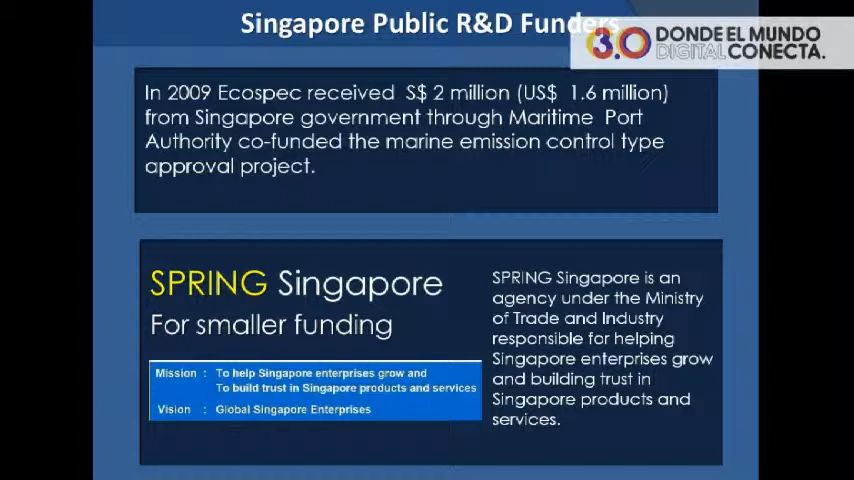 Singapore Public R&D Funders
3.0 DONDE EL MUNDO
DIGITAL CONECTA.
In 2009 Ecospec received S$ 2 million (US$ 1.6 million)
from Singapore government through Maritime Port
Authority co-funded the marine emission control type
approval project.
SPRING Singapore
For smaller funding
Mission : To help Singapore enterprises grow and
To build trust in Singapore products and services
Vision : Global Singapore Enterprises
SPRING Singapore is an
agency under the Ministry
of Trade and Industry
responsible for helping
Singapore enterprises grow
and building trust in
Singapore products and
services.